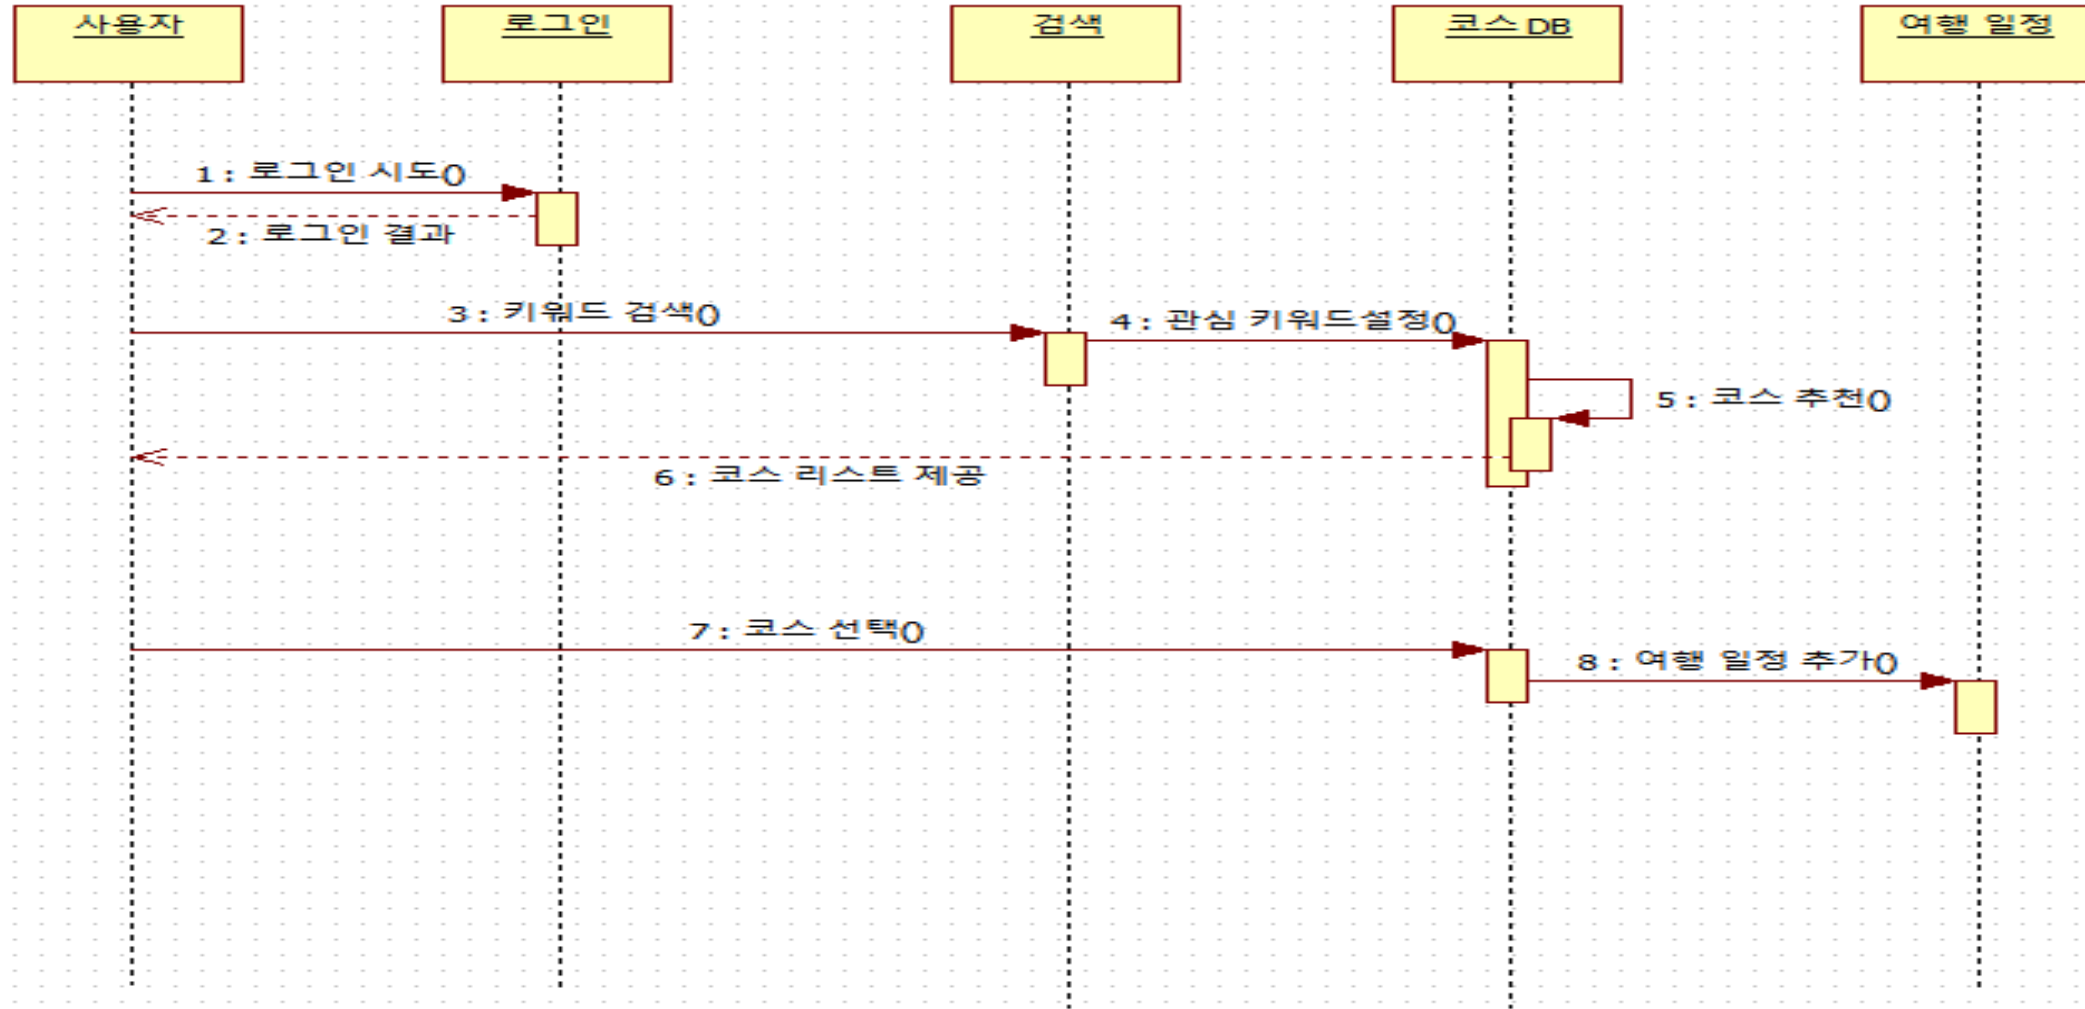 사용자
로그인
검색
코스 DB
여행 일정
1 : 로그인 시도()
2 : 로그인 결과
3 : 키워드 검색()
4 : 관심 키워드설정()
5 : 코스 추천()
6 : 코스 리스트 제공
7 : 코스 선택()
8 : 여행 일정 추가()